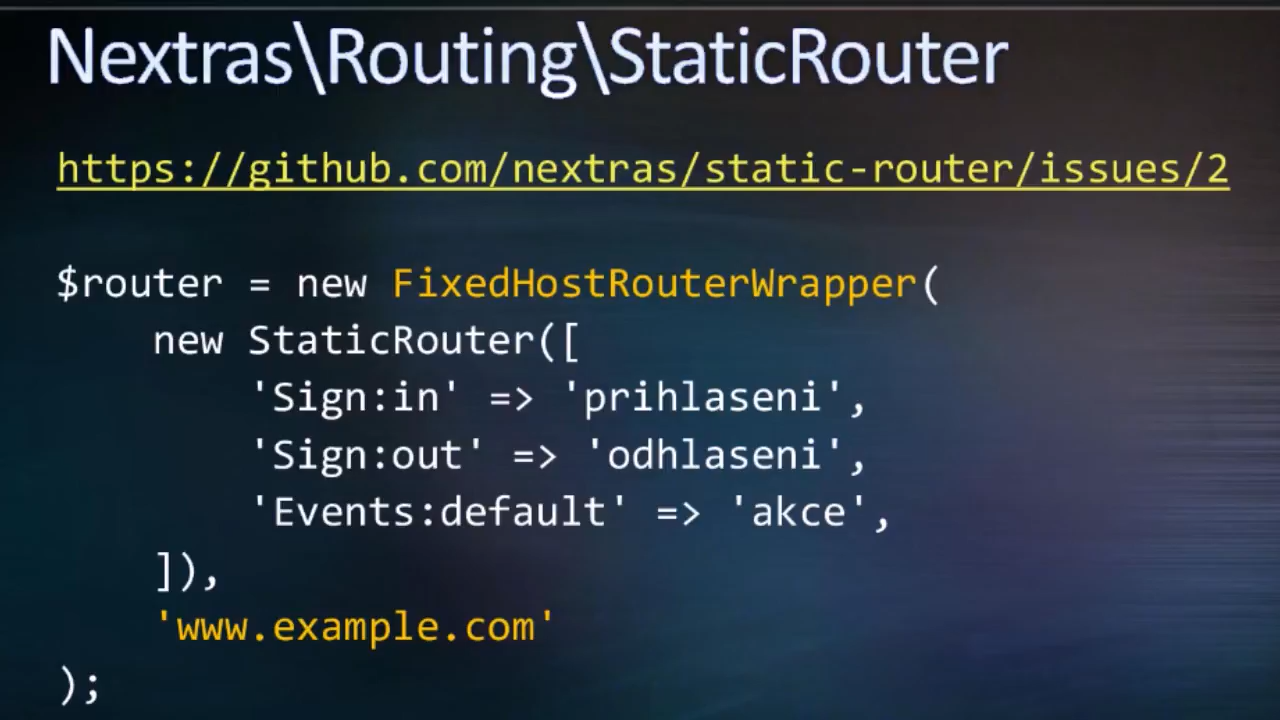 Nextras\Routing\StaticRouter
https://github.com/nextras/static-router/issues/2
$router = new FixedHostRouterWrapper(
    new StaticRouter([
        'Sign:in' => 'prihlaseni',
        'Sign:out' => 'odhlaseni',
        'Events:default' => 'akce',
    ]),
    'www.example.com'
);